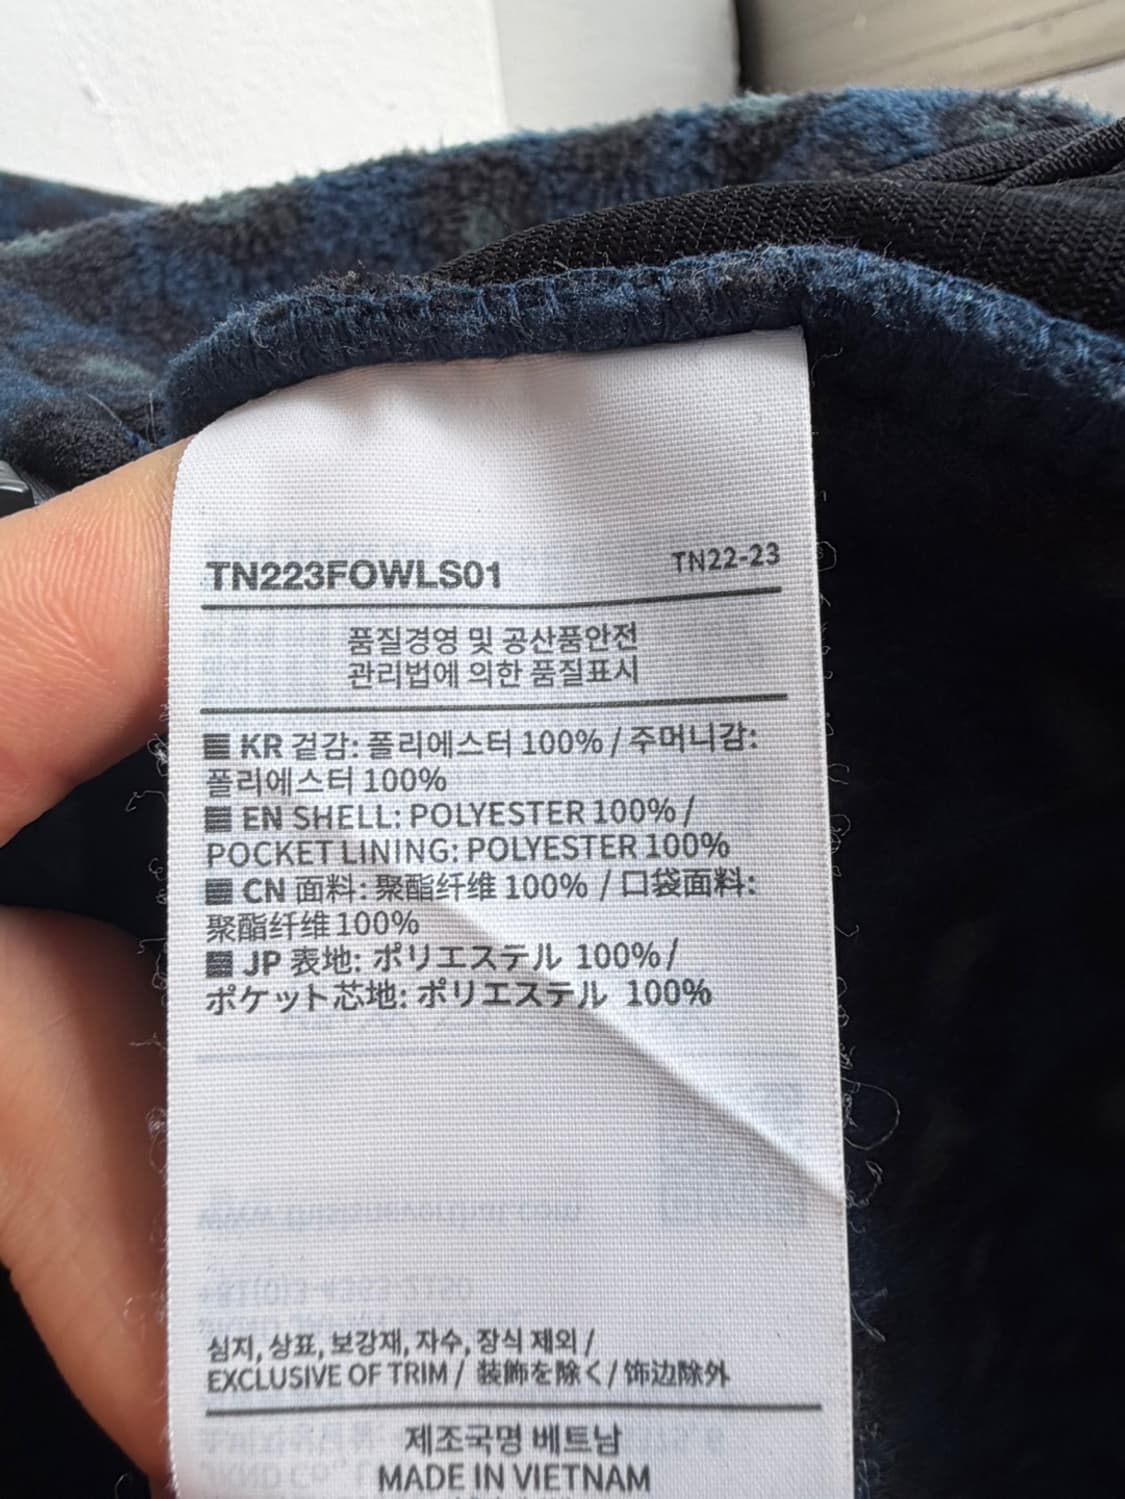 TN223FOWLS01 TN22-23
품질경영 및 공산품안전
관리법에 의한 품질표시
KR 겉감: 폴리에스터 100% / 주머니감:
폴리에스터 100%
EN SHELL: POLYESTER 100% /
POCKET LINING: POLYESTER 100%
CN 面料: 聚酯纤维 100% / 口袋面料:
聚酯纤维 100%
JP 表地: ポリエステル 100% /
ポケット芯地: ポリエステル 100%
심지, 상표, 보강재, 자수, 장식 제외 /
EXCLUSIVE OF TRIM / 装飾を除く / 饰边除外
제조국명 베트남
MADE IN VIETNAM